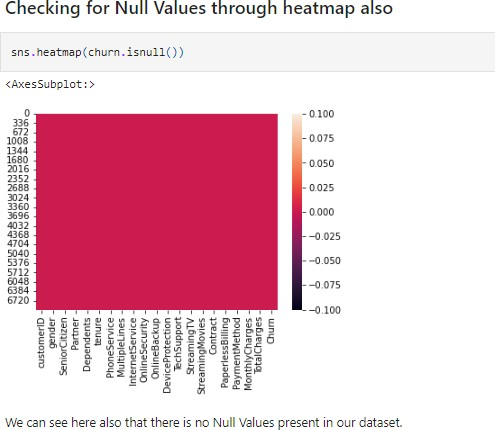 Checking for Null Values through heatmap also
sns.heatmap(churn.isnull())
<AxesSubplot:>
0
336
672
1008
1344
1680
2016
2352
2688
3024
3360
3696
4032
4368
4704
5040
5376
5712
6048
6384
6720
0.100
0.075
0.050
0.025
0.000
−0.025
−0.050
−0.075
−0.100
customerID
gender
SeniorCitizen
Partner
Dependents
tenure
PhoneService
MultipleLines
InternetService
OnlineSecurity
OnlineBackup
DeviceProtection
TechSupport
StreamingTV
StreamingMovies
Contract
PaperlessBilling
PaymentMethod
MonthlyCharges
TotalCharges
Churn
We can see here also that there is no Null Values present in our dataset.